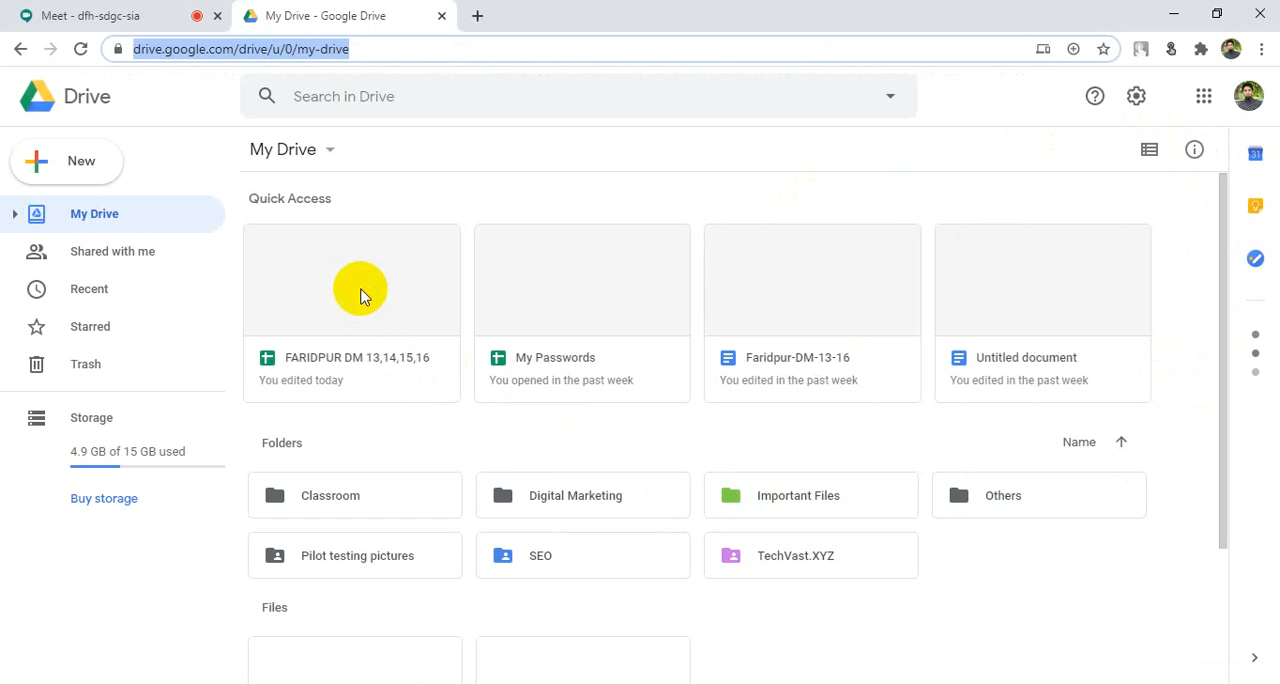 Meet - dfh-sdgc-sia
My Drive - Google Drive
drive.google.com/drive/u/0/my-drive
Drive
Search in Drive
New
My Drive
Shared with me
Recent
Starred
Trash
Storage
4.9 GB of 15 GB used
Buy storage
My Drive
Quick Access
FARIDPUR DM 13,14,15,16
You edited today
My Passwords
You opened in the past week
Faridpur-DM-13-16
You edited in the past week
Untitled document
You edited in the past week
Folders
Name
Classroom
Digital Marketing
Important Files
Others
Pilot testing pictures
SEO
TechVast.XYZ
Files
31